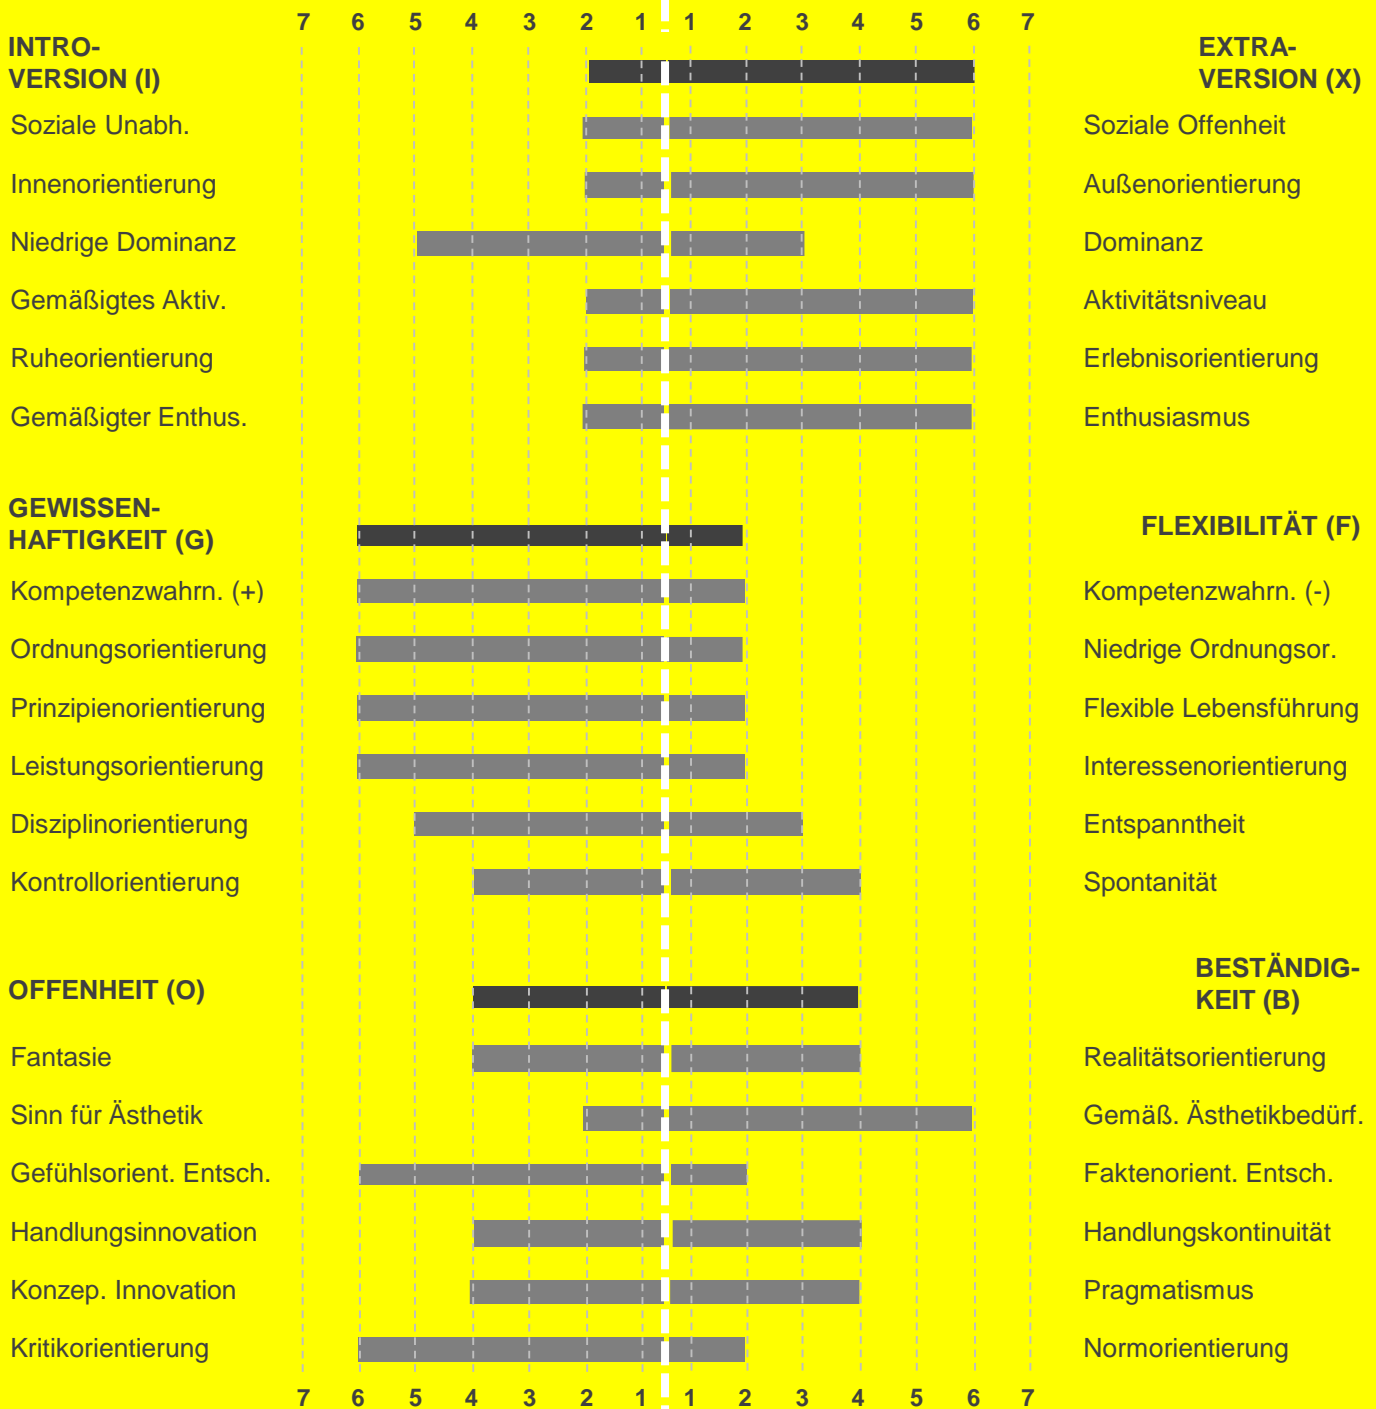 7 6 5 4 3 2 1 1 2 3 4 5 6 7
INTRO-
VERSION (I)
EXTRA-
VERSION (X)
Soziale Unabh. Soziale Offenheit
Innenorientierung Außenorientierung
Niedrige Dominanz Dominanz
Gemäßigtes Aktiv. Aktivitätsniveau
Ruheorientierung Erlebnisorientierung
Gemäßigter Enthus. Enthusiasmus
GEWISSEN-
HAFTIGKEIT (G)
FLEXIBILITÄT (F)
Kompetenzwahrn. (+) Kompetenzwahrn. (-)
Ordnungsorientierung Niedrige Ordnungsor.
Prinzipienorientierung Flexible Lebensführung
Leistungsorientierung Interessenorientierung
Disziplinorientierung Entspanntheit
Kontrollorientierung Spontanität
OFFENHEIT (O)
BESTÄNDIG-
KEIT (B)
Fantasie Realitätsorientierung
Sinn für Ästhetik Gemäß. Ästhetikbedürf.
Gefühlsorient. Entsch. Faktenorient. Entsch.
Handlungsinnovation Handlungskontinuität
Konzep. Innovation Pragmatismus
Kritikorientierung Normorientierung
7 6 5 4 3 2 1 1 2 3 4 5 6 7